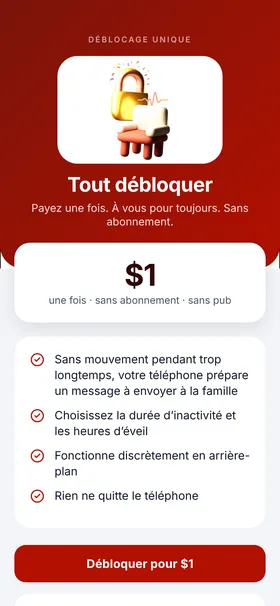 DÉBLOCAGE UNIQUE
Tout débloquer
Payez une fois. À vous pour toujours. Sans
abonnement.
$1
une fois · sans abonnement · sans pub
Sans mouvement pendant trop
longtemps, votre téléphone prépare
un message à envoyer à la famille
Choisissez la durée d’inactivité et
les heures d’éveil
Fonctionne discrètement en arrière-
plan
Rien ne quitte le téléphone
Débloquer pour $1